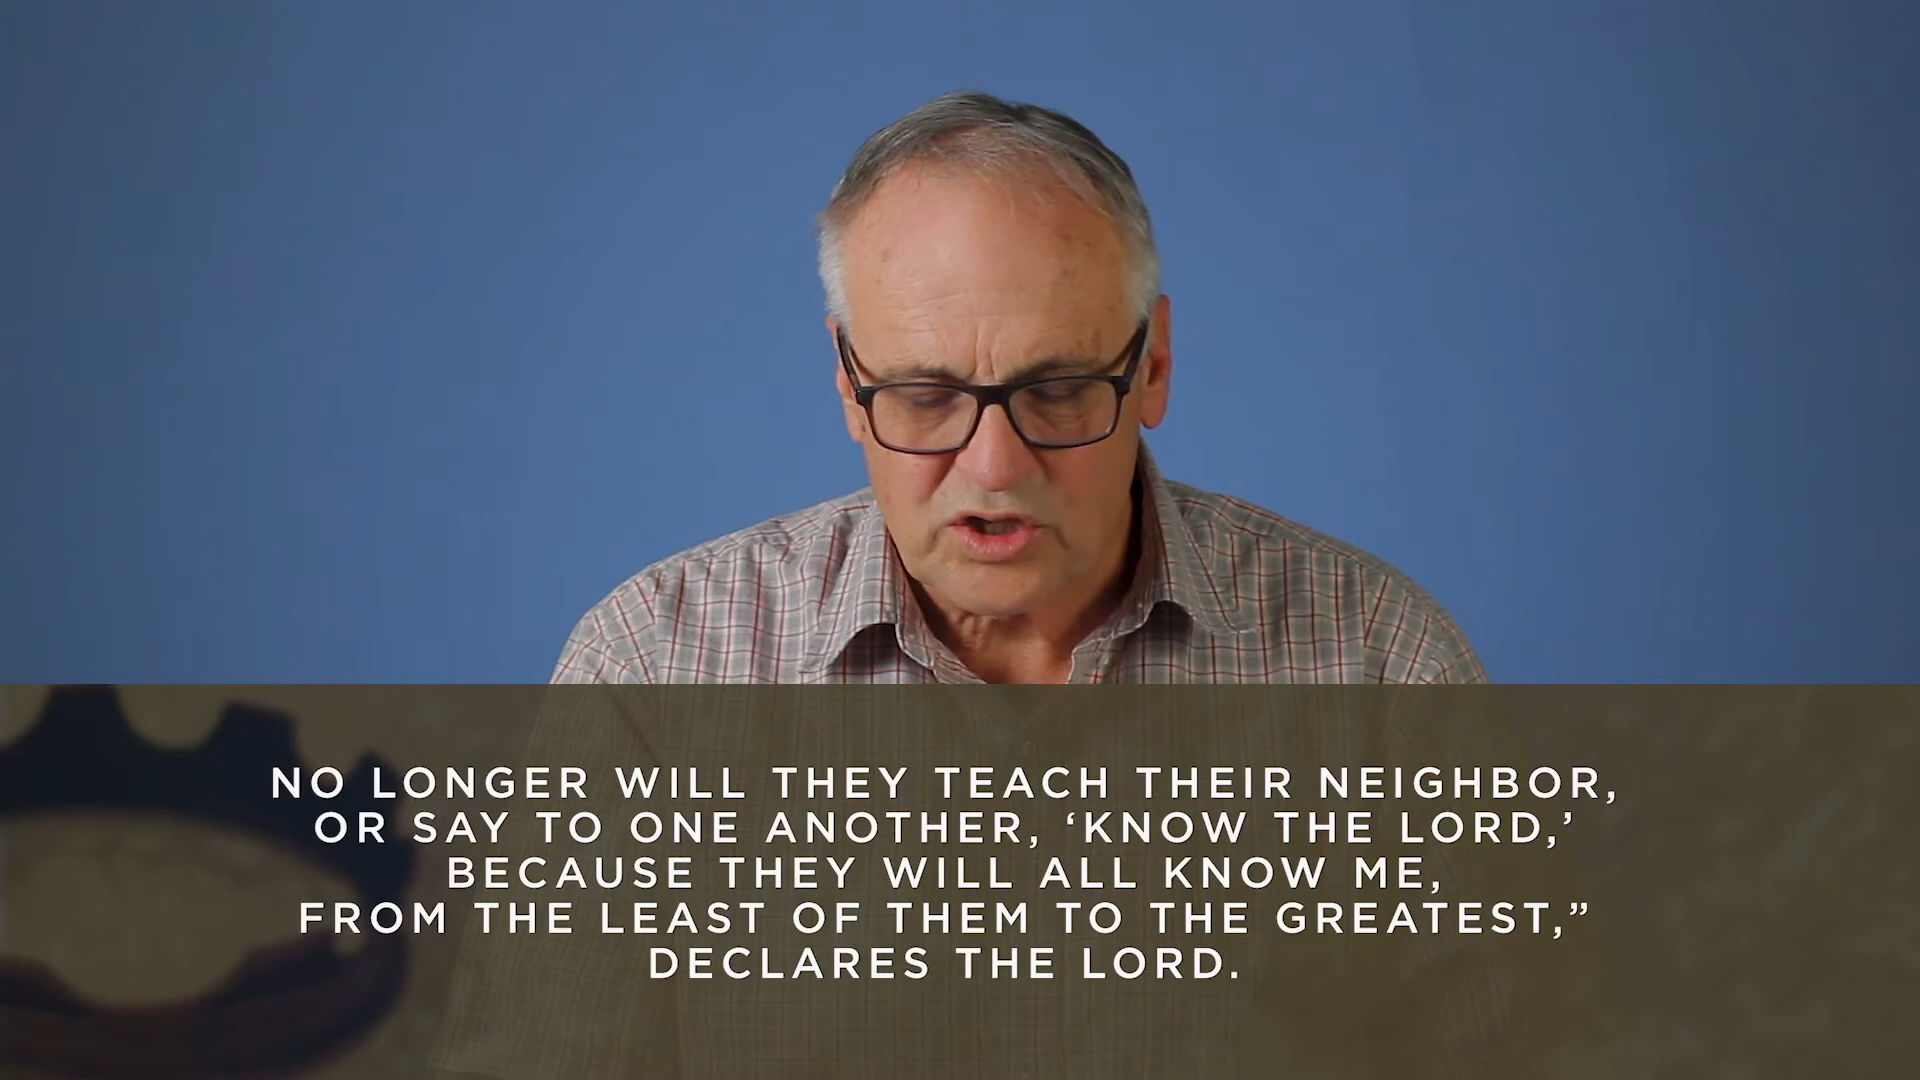 NO LONGER WILL THEY TEACH THEIR NEIGHBOR,
OR SAY TO ONE ANOTHER, ‘KNOW THE LORD,’
BECAUSE THEY WILL ALL KNOW ME,
FROM THE LEAST OF THEM TO THE GREATEST,”
DECLARES THE LORD.